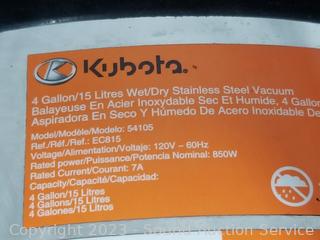 Kubota.
4 Gallon/15 Litres Wet/Dry Stainless Steel Vacuum
Balayeuse En Acier Inoxydable Sec Et Humide, 4 Gallon
Aspiradora En Seco Y Húmedo De Acero Inoxidable De
Model/Modèle/Modelo: 54105
Ref./Réf./Ref.: EC815
Voltage/Alimentation/Voltaje: 120V – 60Hz
Rated power/Puissance/Potencia Nominal: 850W
Rated Current/Courant: 7A
Capacity/Capacity/Capacity:
4 Gallon/15 Litres
4 Gallons/15 Litres
4 Galones/15 Litros
Copyright 2023 - Sound Auction Service